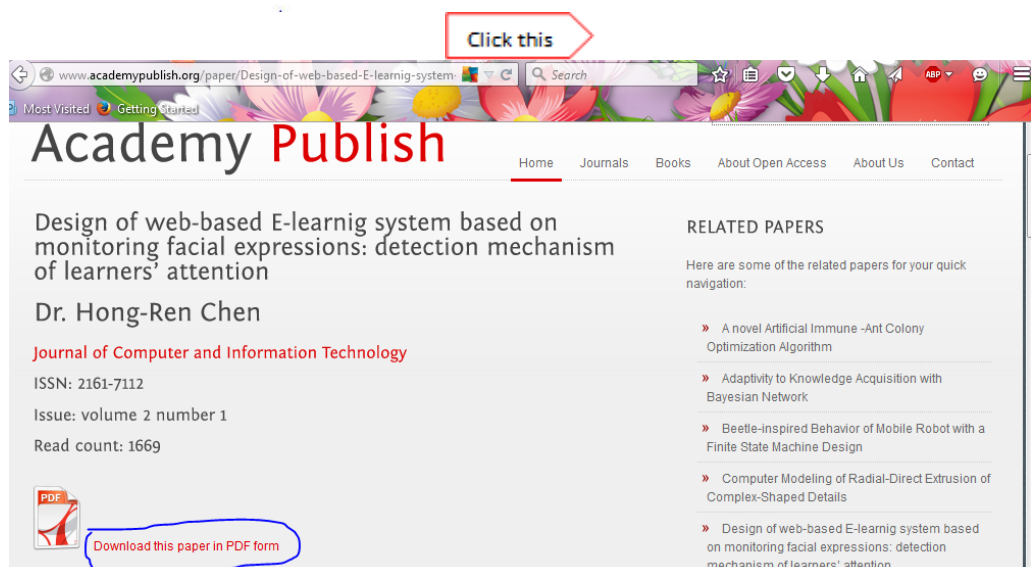 Click this
www.academypublish.org/paper/Design-of-web-based-E-learnig-system-
Search
ABP
Most Visited
Getting Started
Academy Publish
Home Journals Books About Open Access About Us Contact
Design of web-based E-learnig system based on
monitoring facial expressions: detection mechanism
of learners' attention
Dr. Hong-Ren Chen
Journal of Computer and Information Technology
ISSN: 2161-7112
Issue: volume 2 number 1
Read count: 1669
PDF
Download this paper in PDF form
RELATED PAPERS
Here are some of the related papers for your quick
navigation:
» A novel Artificial Immune -Ant Colony
Optimization Algorithm
» Adaptivity to Knowledge Acquisition with
Bayesian Network
» Beetle-inspired Behavior of Mobile Robot with a
Finite State Machine Design
» Computer Modeling of Radial-Direct Extrusion of
Complex-Shaped Details
» Design of web-based E-learnig system based
on monitoring facial expressions: detection
mechanism of learners' attention